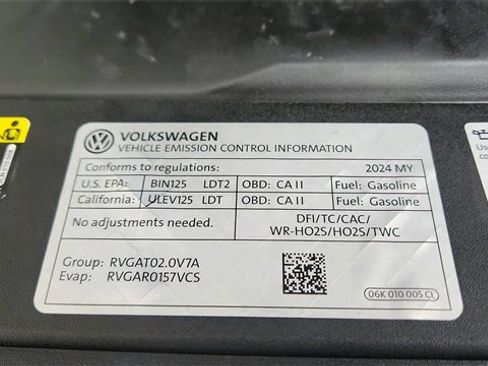 VOLKSWAGEN
VEHICLE EMISSION CONTROL INFORMATION
Conforms to regulations: 2024 MY
U.S. EPA: BIN125 LDT2 OBD: CA II Fuel: Gasoline
California: ULEV125 LDT OBD: CA II Fuel: Gasoline
No adjustments needed. DFI/TC/CAC/
WR-HO2S/HO2S/TWC
Group: RVGAT02.0V7A
Evap: RVGAR0157VCS
06K 010 005 CL